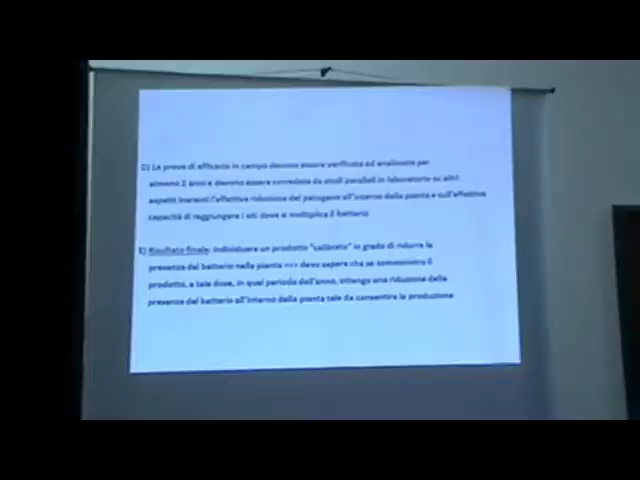 D) Le prove di efficacia in campo devono essere verificate ed analizzate per
almeno 2 anni e devono essere corredate da studi paralleli in laboratorio su altri
aspetti inerenti l'effettiva riduzione del patogeno all'interno della pianta e sull'effettiva
capacità di raggiungere i siti dove si moltiplica il batterio
E) Risultato finale: individuare un prodotto "calibrato" in grado di ridurre la
presenza del batterio nella pianta ==> devo sapere che se somministro il
prodotto, a tale dose, in quel periodo dell'anno, ottengo una riduzione della
presenza del batterio all'interno della pianta tale da consentire la produzione